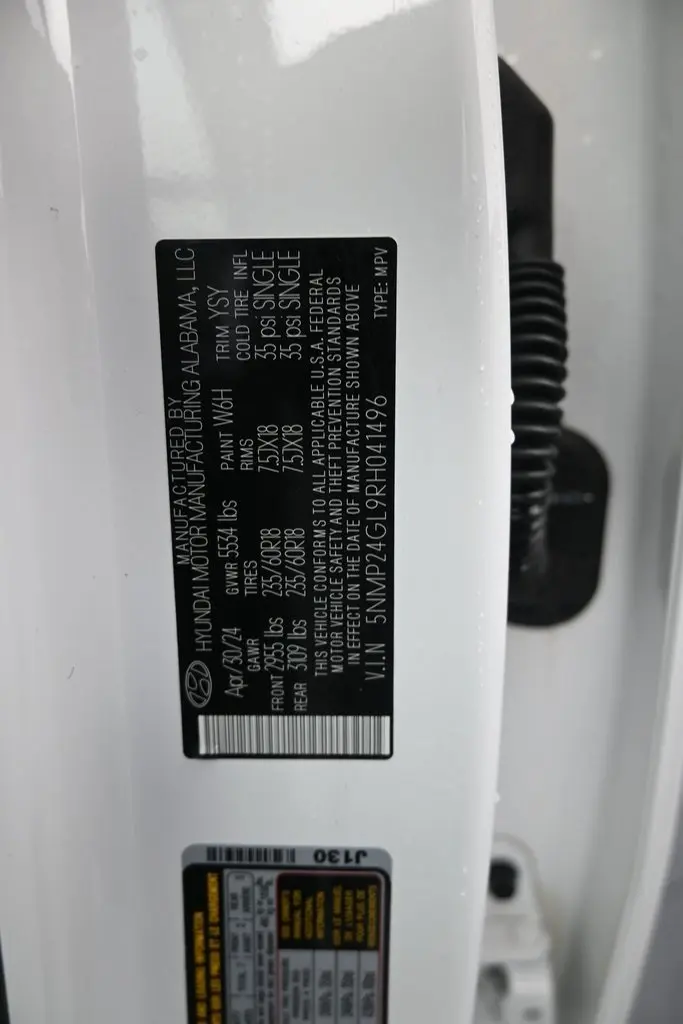 MANUFACTURED BY
HYUNDAI MOTOR MANUFACTURING ALABAMA, LLC
Apr/30/24 GVWR 5534 lbs PAINT W6H TRIM YSY
GAWR TIRES RIMS COLD TIRE INFL
FRONT 2955 lbs 235/60R18 7.5JX18 35 psi SINGLE
REAR 3109 lbs 235/60R18 7.5JX18 35 psi SINGLE
THIS VEHICLE CONFORMS TO ALL APPLICABLE U.S.A. FEDERAL
MOTOR VEHICLE SAFETY AND THEFT PREVENTION STANDARDS
IN EFFECT ON THE DATE OF MANUFACTURE SHOWN ABOVE
V.I.N 5NMP24GL9RH041496 TYPE: MPV
J130